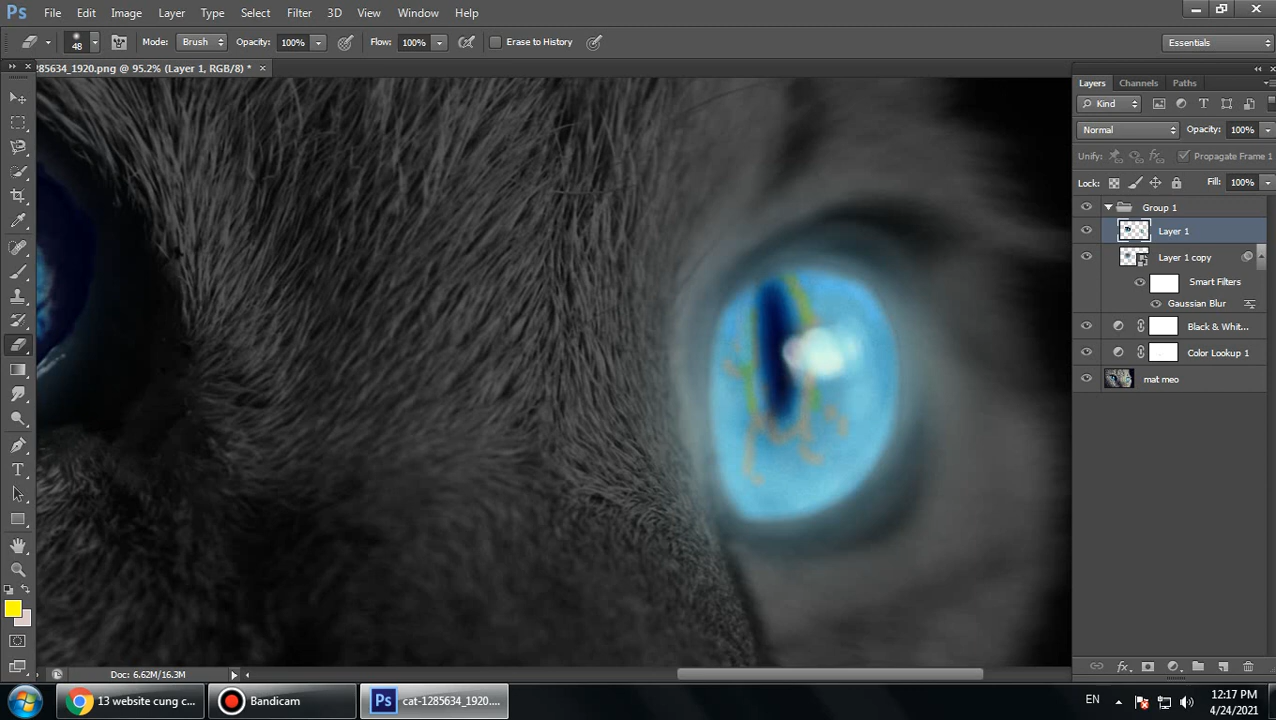 Ps File Edit Image Layer Type Select Filter 3D View Window Help
48 Mode: Brush Opacity: 100% Flow: 100% Erase to History Essentials
285634_1920.png @ 95.2% (Layer 1, RGB/8) *
Layers Channels Paths
Kind
Normal Opacity: 100%
Unify: Propagate Frame 1
Lock: Fill: 100%
Group 1
Layer 1
Layer 1 copy
Smart Filters
Gaussian Blur
Black & Whit...
Color Lookup 1
mat meo
Doc: 6.62M/16.3M
13 website cung c...
Bandicam
Ps cat-1285634_1920....
EN
12:17 PM
4/24/2021